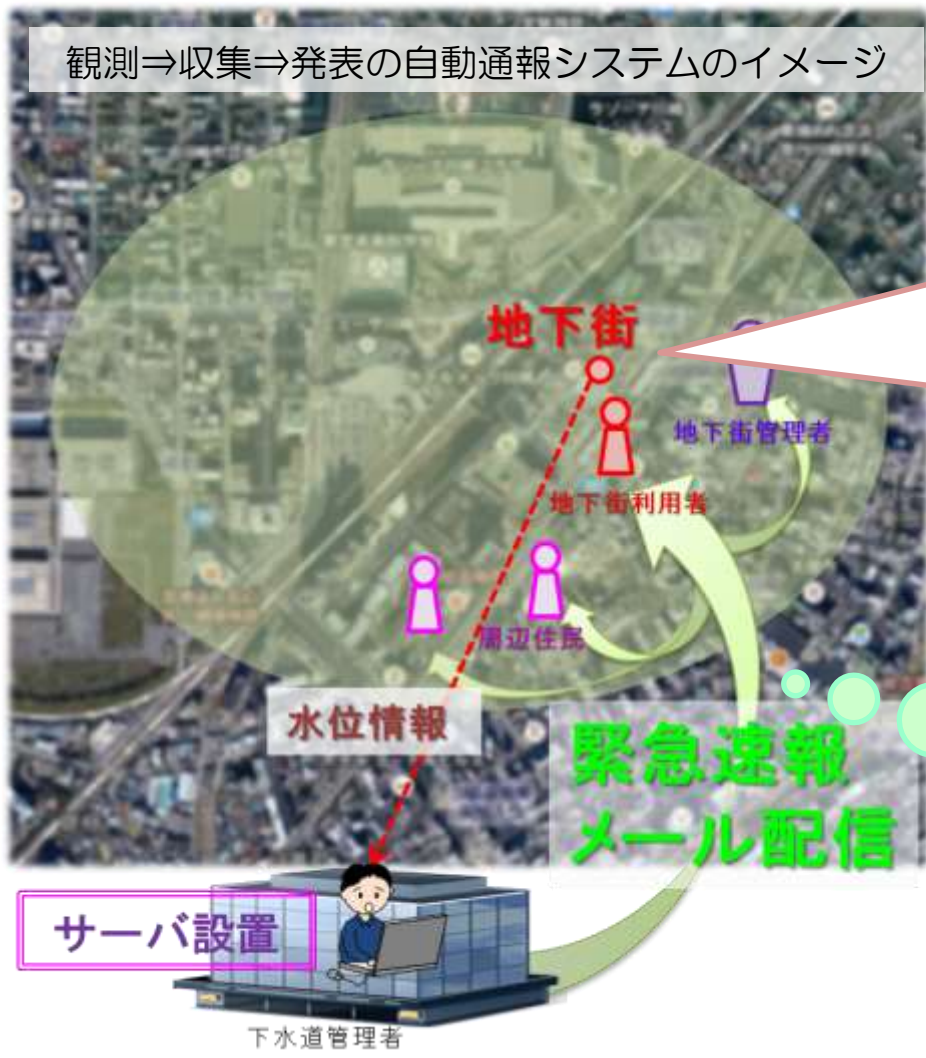 観測⇒収集⇒発表の自動通報システムのイメージ
地下街
地下街管理者
地下街利用者
周辺住民
水位情報
緊急速報
メール配信
サーバ設置
下水道管理者